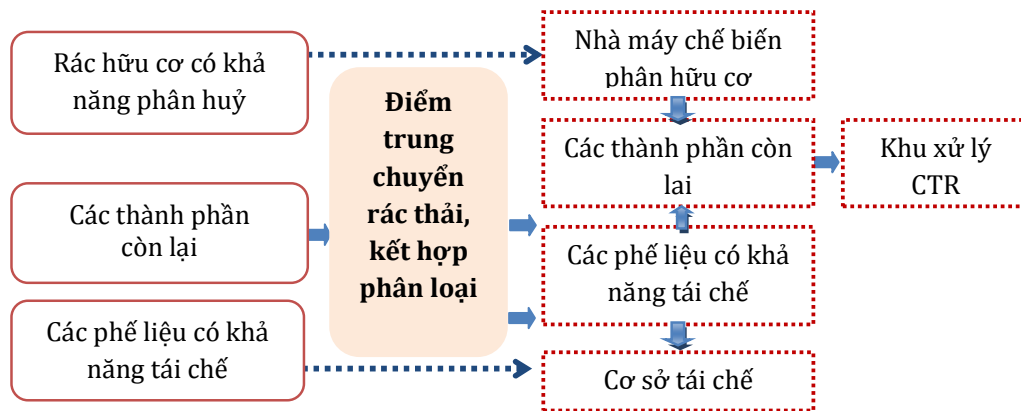 Rác hữu cơ có khả
năng phân huỷ
Các thành phần
còn lại
Các phế liệu có khả
năng tái chế
Điểm
trung
chuyển
rác thải,
kết hợp
phân loại
Nhà máy chế biến
phân hữu cơ
Các thành phần còn
lại
Các phế liệu có khả
năng tái chế
Cơ sở tái chế
Khu xử lý
CTR